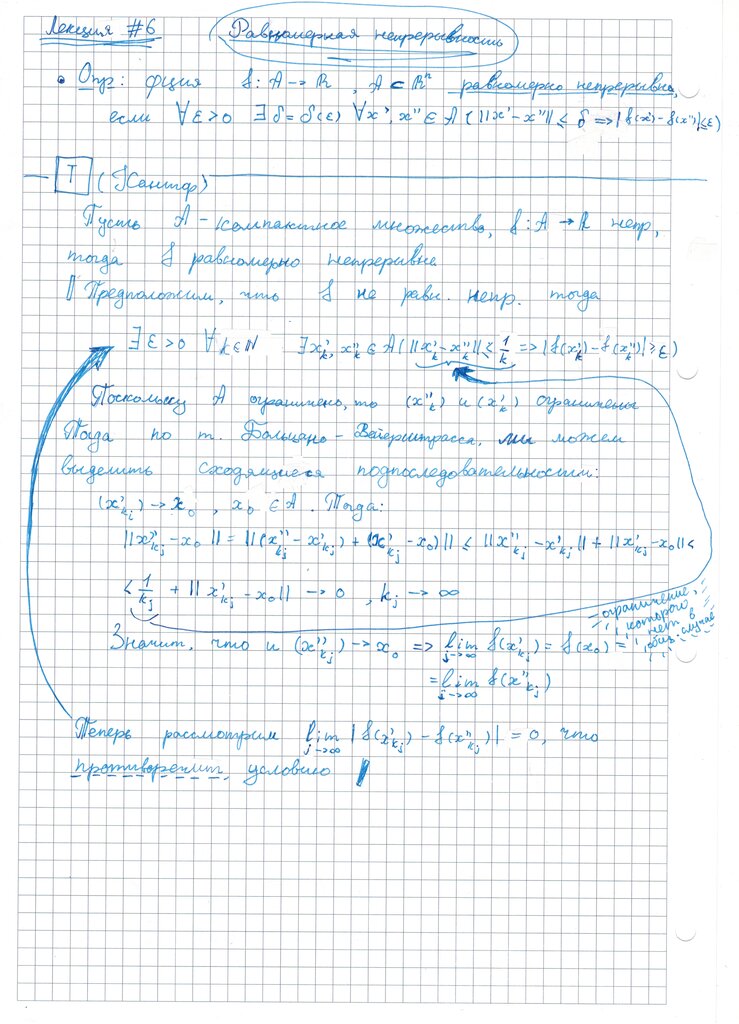 Лекция #6
Равномерная непрерывность
• Опр: фция f: A → R, A ⊂ Rⁿ равномерно непрерывна,
если ∀ε>0 ∃δ=δ(ε) ∀x', x'' ∈ A (||x'-x''|| ≤ δ => |f(x')-f(x'')|≤ε)
Т (Кантор)
Пусть A - компактное множество, f: A → R непр,
тогда f равномерно непрерывна
|| Предположим, что f не равн. непр. тогда
∃ε>0 ∀k∈N ∃x'ₖ, x''ₖ ∈ A (||x'ₖ-x''ₖ||≤ 1/k => |f(x'ₖ)-f(x''ₖ)|≥ε)
Поскольку A ограничено, то (x''ₖ) и (x'ₖ) ограничены
Тогда по т. Больцано-Вейерштрасса, мы можем
выделить сходящиеся подпоследовательности:
(x'ₖᵢ) → x₀, x₀ ∈ A. Тогда:
||x''ₖⱼ-x₀|| = ||(x''ₖⱼ-x'ₖⱼ) + (x'ₖⱼ-x₀)|| ≤ ||x''ₖⱼ-x'ₖⱼ|| + ||x'ₖⱼ-x₀|| <
< 1/kⱼ + ||x'ₖⱼ-x₀|| → 0, kⱼ → ∞
ограничение,
которого
нет в
общ. случае
Значит, что и (x''ₖⱼ) → x₀ => lim j→∞ f(x'ₖⱼ) = f(x₀) =
= lim j→∞ f(x''ₖⱼ)
Теперь рассмотрим lim j→∞ |f(x'ₖⱼ)-f(x''ₖⱼ)| = 0, что
противоречит условию